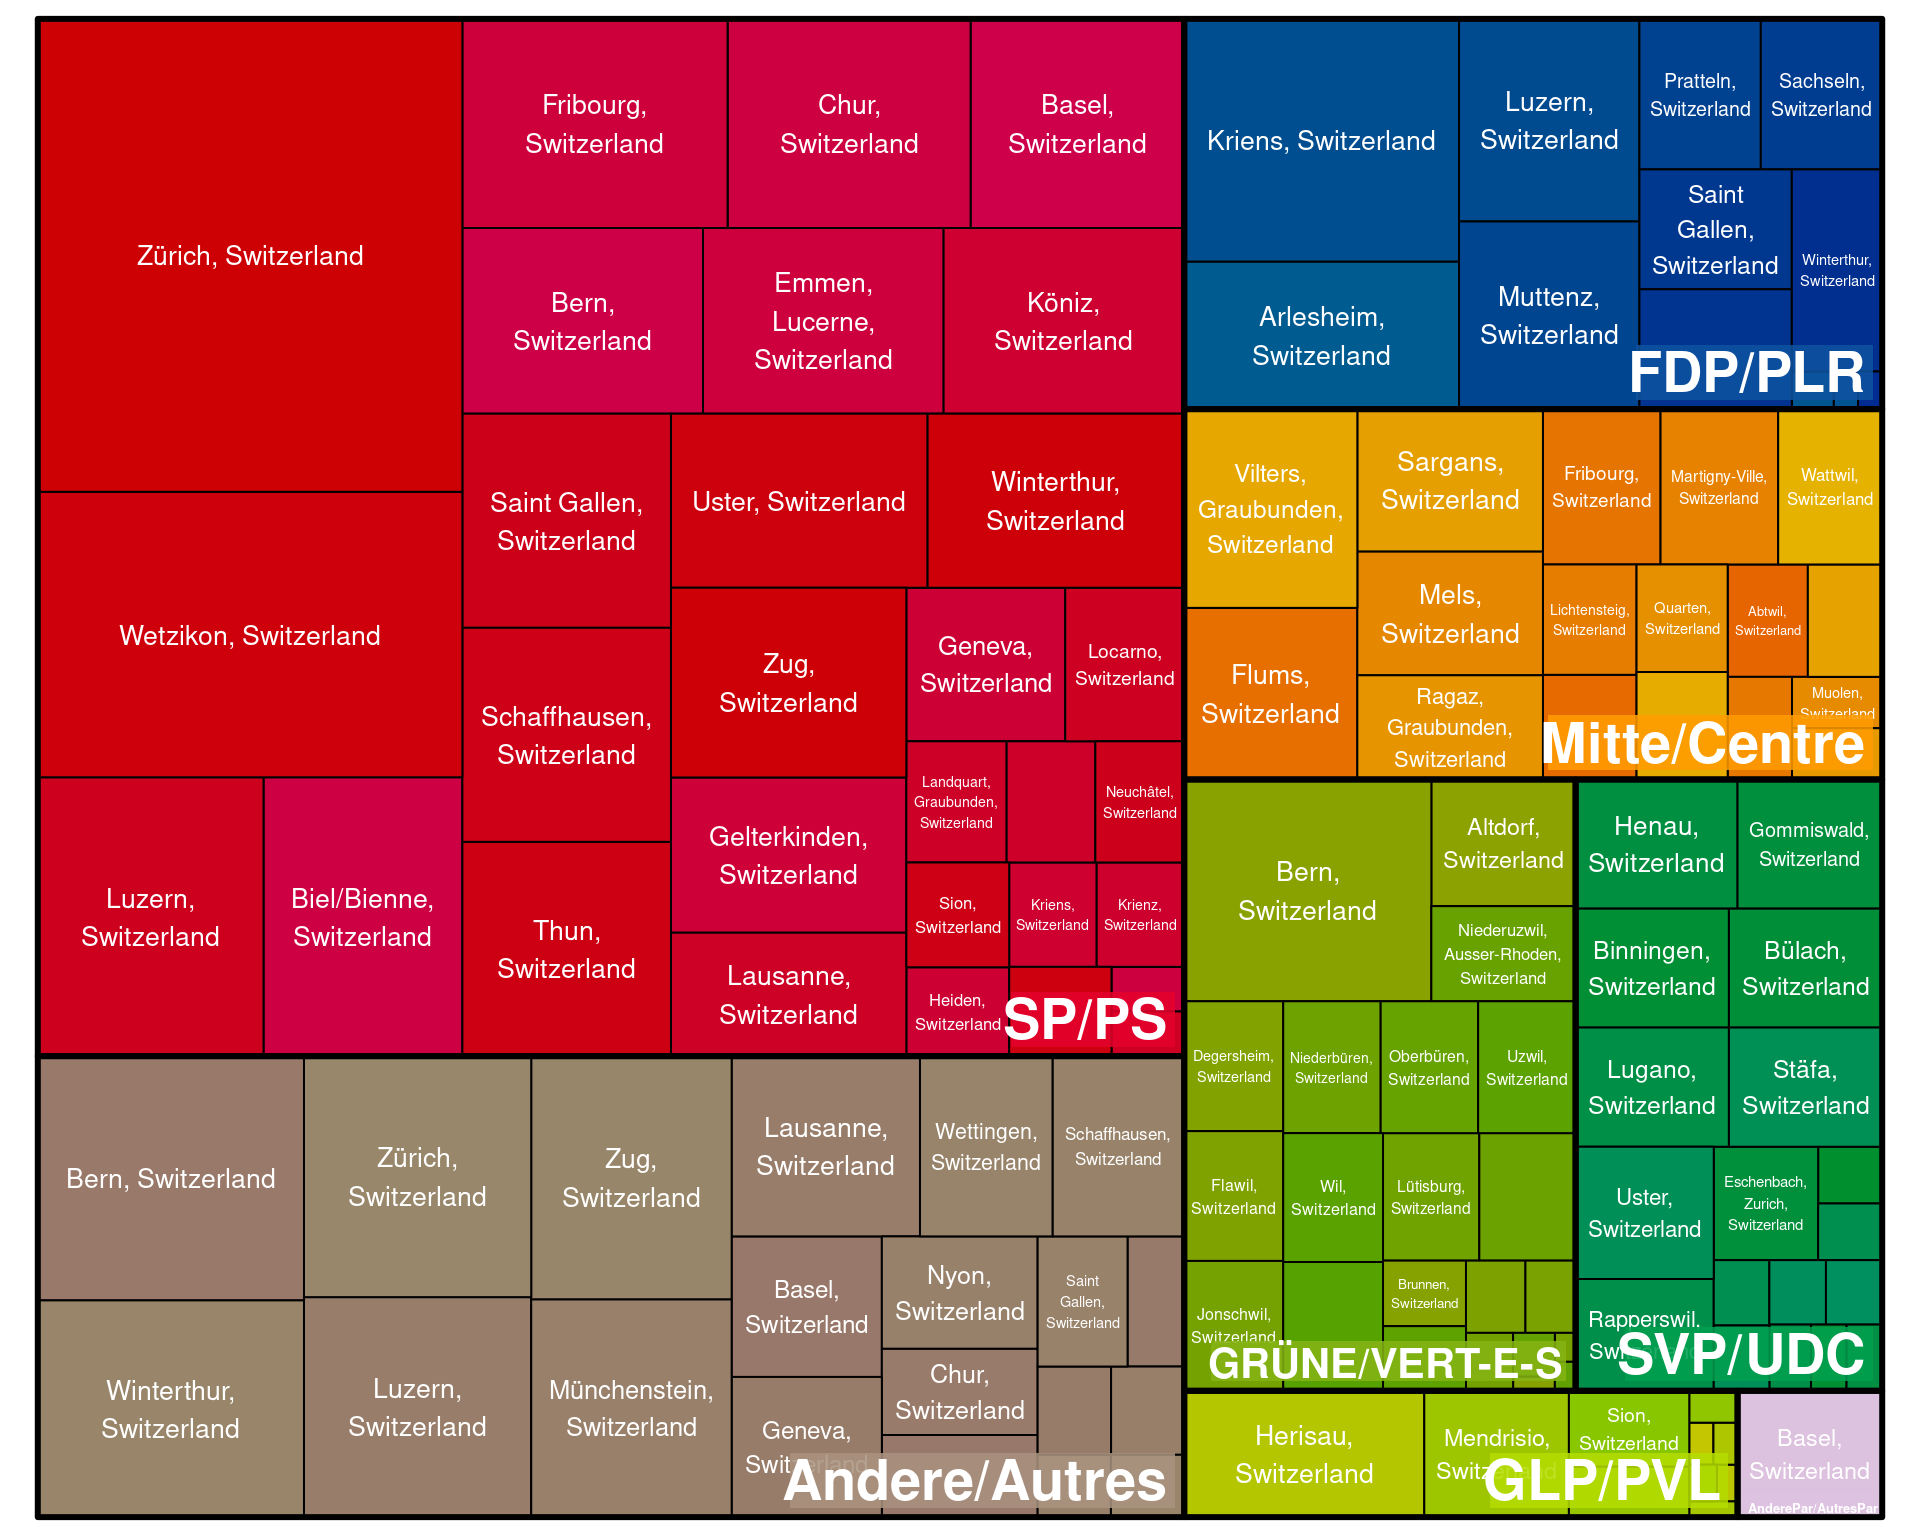 Zürich, Switzerland
Wetzikon, Switzerland
Luzern,
Switzerland
Biel/Bienne,
Switzerland
Fribourg,
Switzerland
Chur,
Switzerland
Basel,
Switzerland
Bern,
Switzerland
Emmen,
Lucerne,
Switzerland
Köniz,
Switzerland
Saint Gallen,
Switzerland
Uster, Switzerland
Winterthur,
Switzerland
Schaffhausen,
Switzerland
Thun,
Switzerland
Zug,
Switzerland
Gelterkinden,
Switzerland
Lausanne,
Switzerland
Geneva,
Switzerland
Locarno,
Switzerland
Landquart,
Graubunden,
Switzerland
Neuchâtel,
Switzerland
Sion,
Switzerland
Kriens,
Switzerland
Krienz,
Switzerland
Heiden,
Switzerland
SP/PS
Kriens, Switzerland
Arlesheim,
Switzerland
Luzern,
Switzerland
Muttenz,
Switzerland
Pratteln,
Switzerland
Sachseln,
Switzerland
Saint
Gallen,
Switzerland
Winterthur,
Switzerland
FDP/PLR
Vilters,
Graubunden,
Switzerland
Flums,
Switzerland
Sargans,
Switzerland
Mels,
Switzerland
Ragaz,
Graubunden,
Switzerland
Fribourg,
Switzerland
Martigny-Ville,
Switzerland
Wattwil,
Switzerland
Lichtensteig,
Switzerland
Quarten,
Switzerland
Abtwil,
Switzerland
Muolen,
Switzerland
Mitte/Centre
Bern,
Switzerland
Altdorf,
Switzerland
Niederuzwil,
Ausser-Rhoden,
Switzerland
Degersheim,
Switzerland
Niederbüren,
Switzerland
Oberbüren,
Switzerland
Uzwil,
Switzerland
Flawil,
Switzerland
Wil,
Switzerland
Lütisburg,
Switzerland
Jonschwil,
Switzerland
Brunnen,
Switzerland
GRÜNE/VERT-E-S
Henau,
Switzerland
Gommiswald,
Switzerland
Binningen,
Switzerland
Bülach,
Switzerland
Lugano,
Switzerland
Stäfa,
Switzerland
Uster,
Switzerland
Eschenbach,
Zurich,
Switzerland
Rapperswil,
Switzerland
SVP/UDC
Bern, Switzerland
Winterthur,
Switzerland
Zürich,
Switzerland
Luzern,
Switzerland
Zug,
Switzerland
Münchenstein,
Switzerland
Lausanne,
Switzerland
Wettingen,
Switzerland
Schaffhausen,
Switzerland
Basel,
Switzerland
Geneva,
Switzerland
Nyon,
Switzerland
Chur,
Switzerland
Saint
Gallen,
Switzerland
Andere/Autres
Herisau,
Switzerland
Mendrisio,
Switzerland
Sion,
Switzerland
GLP/PVL
Basel,
Switzerland
AnderePar/AutresPar